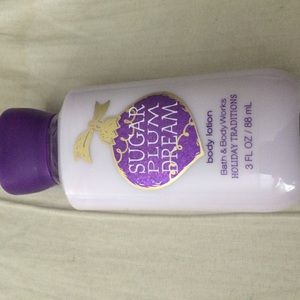 SUGAR
PLUM
DREAM
body lotion
Bath & Body Works
HOLIDAY TRADITIONS
3 FL OZ / 88 mL